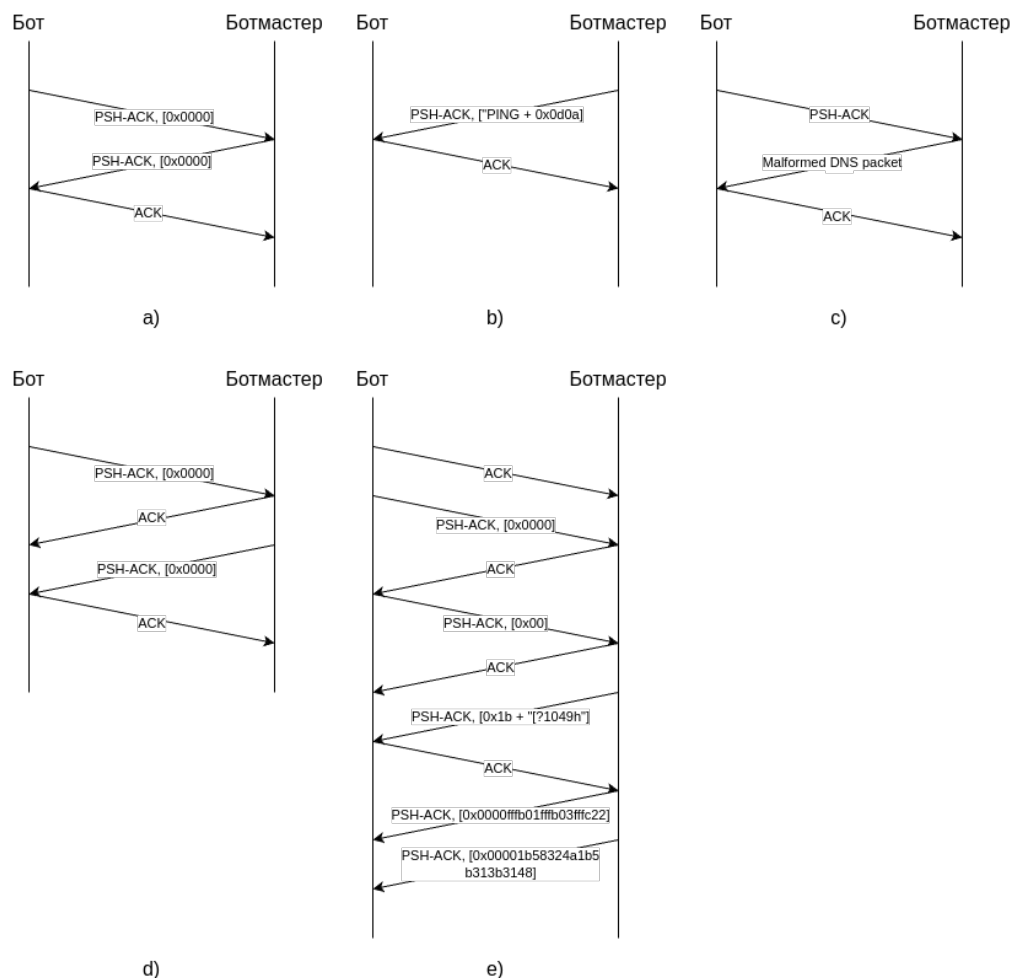 Бот Ботмастер Бот Ботмастер Бот Ботмастер
PSH-ACK, [0x0000]
PSH-ACK, [0x0000]
ACK
a)
PSH-ACK, ["PING + 0x0d0a]
ACK
b)
PSH-ACK
Malformed DNS packet
ACK
c)
Бот Ботмастер Бот Ботмастер
PSH-ACK, [0x0000]
ACK
PSH-ACK, [0x0000]
ACK
d)
ACK
PSH-ACK, [0x0000]
ACK
PSH-ACK, [0x00]
ACK
PSH-ACK, [0x1b + "[?1049h"]
ACK
PSH-ACK, [0x0000fffb01fffb03fffc22]
PSH-ACK, [0x00001b58324a1b5
b313b3148]
e)